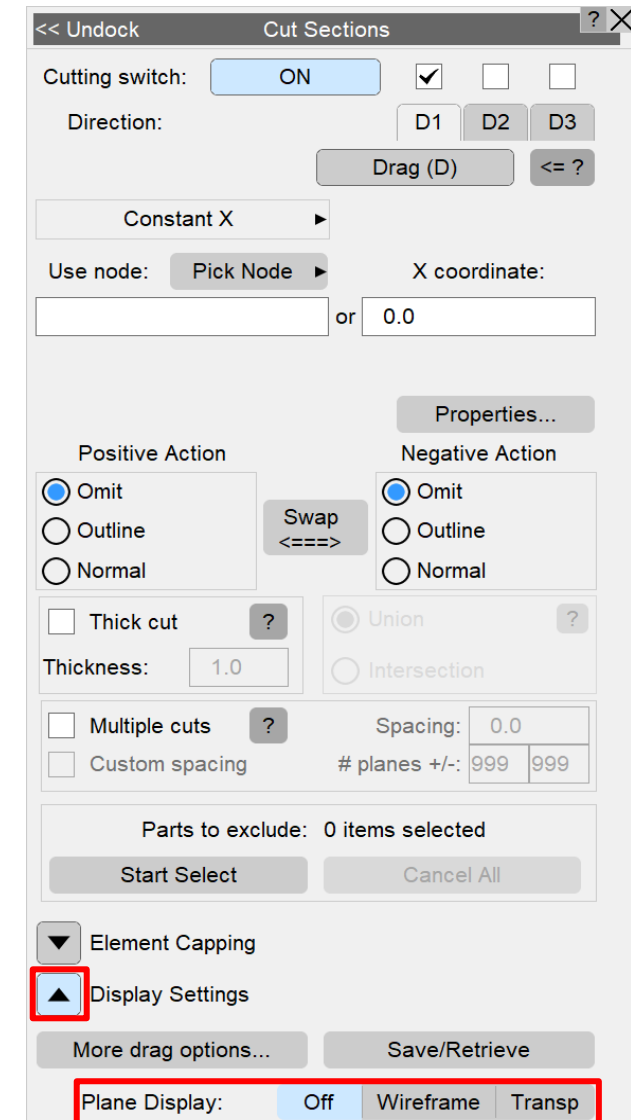 << Undock Cut Sections ? X
Cutting switch: ON
Direction: D1 D2 D3
Drag (D) <= ?
Constant X
Use node: Pick Node X coordinate:
or 0.0
Properties...
Positive Action Negative Action
Omit Omit
Outline Swap Outline
<===>
Normal Normal
Thick cut ? Union ?
Thickness: 1.0 Intersection
Multiple cuts ? Spacing: 0.0
Custom spacing # planes +/-: 999 999
Parts to exclude: 0 items selected
Start Select Cancel All
Element Capping
Display Settings
More drag options... Save/Retrieve
Plane Display: Off Wireframe Transp